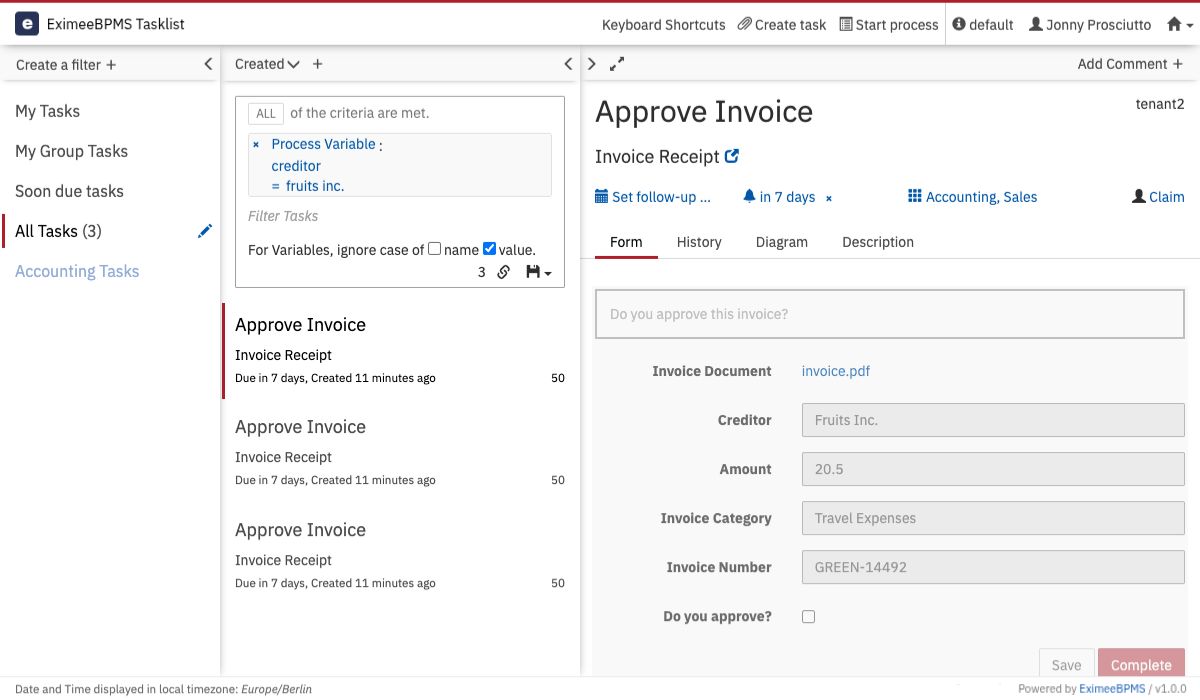 e EximeeBPMS Tasklist
Keyboard Shortcuts Create task Start process default Jonny Prosciutto
Create a filter +
My Tasks
My Group Tasks
Soon due tasks
All Tasks (3)
Accounting Tasks
Created +
ALL of the criteria are met.
× Process Variable :
creditor
= fruits inc.
Filter Tasks
For Variables, ignore case of name value.
3
Approve Invoice
Invoice Receipt
Due in 7 days, Created 11 minutes ago 50
Approve Invoice
Invoice Receipt
Due in 7 days, Created 11 minutes ago 50
Approve Invoice
Invoice Receipt
Due in 7 days, Created 11 minutes ago 50
Add Comment +
Approve Invoice tenant2
Invoice Receipt
Set follow-up ... in 7 days × Accounting, Sales Claim
Form History Diagram Description
Do you approve this invoice?
Invoice Document invoice.pdf
Creditor Fruits Inc.
Amount 20.5
Invoice Category Travel Expenses
Invoice Number GREEN-14492
Do you approve?
Save Complete
Date and Time displayed in local timezone: Europe/Berlin
Powered by EximeeBPMS / v1.0.0